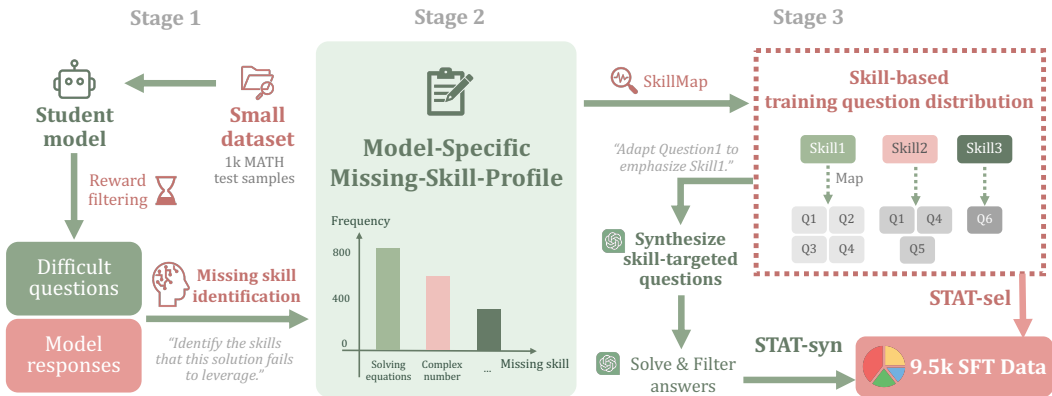 Stage 1
Student
model
Small
dataset
1k MATH
test samples
Reward
filtering
Difficult
questions
Model
responses
Missing skill
identification
“Identify the skills
that this solution fails
to leverage.”
Stage 2
Model-Specific
Missing-Skill-Profile
Frequency
800
400
0
Solving
equations
Complex
number
...
Missing skill
Stage 3
SkillMap
“Adapt Question1 to
emphasize Skill1.”
Skill-based
training question distribution
Skill1
Skill2
Skill3
Map
Q1
Q2
Q3
Q4
Q1
Q4
Q5
Q6
Synthesize
skill-targeted
questions
Solve & Filter
answers
STAT-syn
STAT-sel
9.5k SFT Data